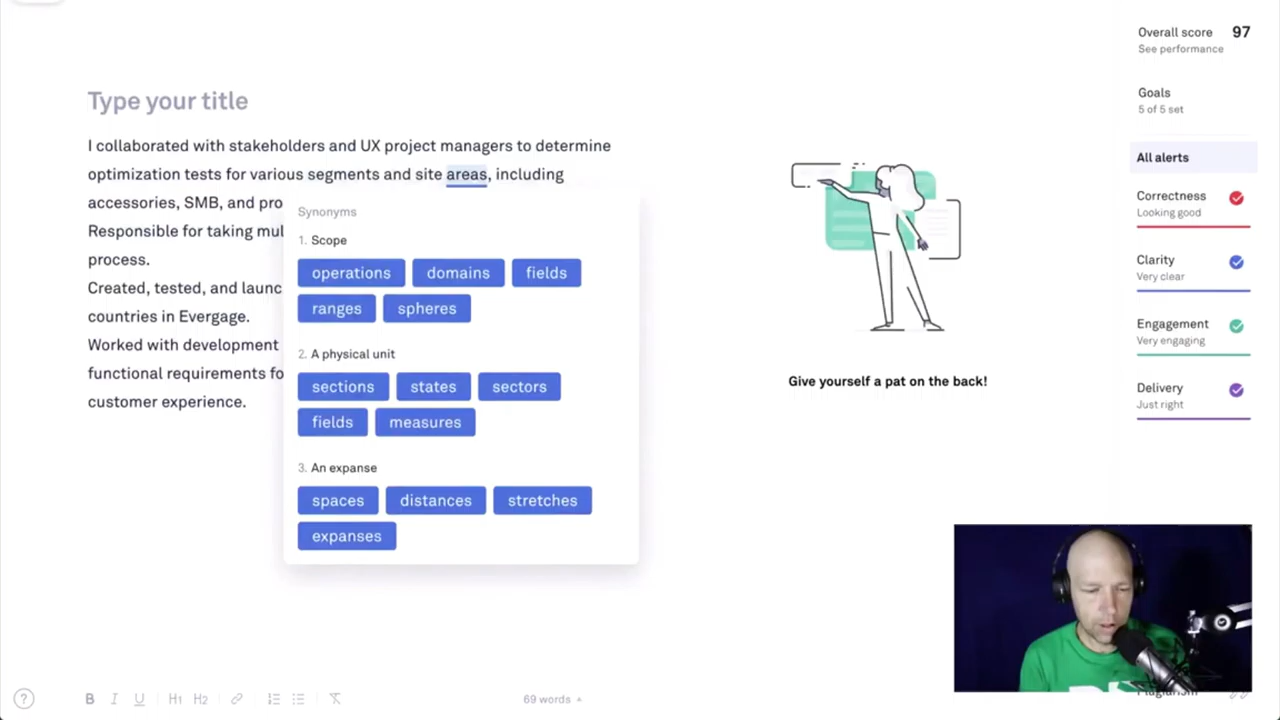 Type your title
I collaborated with stakeholders and UX project managers to determine
optimization tests for various segments and site areas, including
accessories, SMB, and pro
Responsible for taking mul
process.
Created, tested, and launc
countries in Evergage.
Worked with development
functional requirements fo
customer experience.
Synonyms
1. Scope
operations domains fields
ranges spheres
2. A physical unit
sections states sectors
fields measures
3. An expanse
spaces distances stretches
expanses
Give yourself a pat on the back!
Overall score 97
See performance
Goals
5 of 5 set
All alerts
Correctness
Looking good
Clarity
Very clear
Engagement
Very engaging
Delivery
Just right
Plagiarism
? B I U H1 H2
69 words